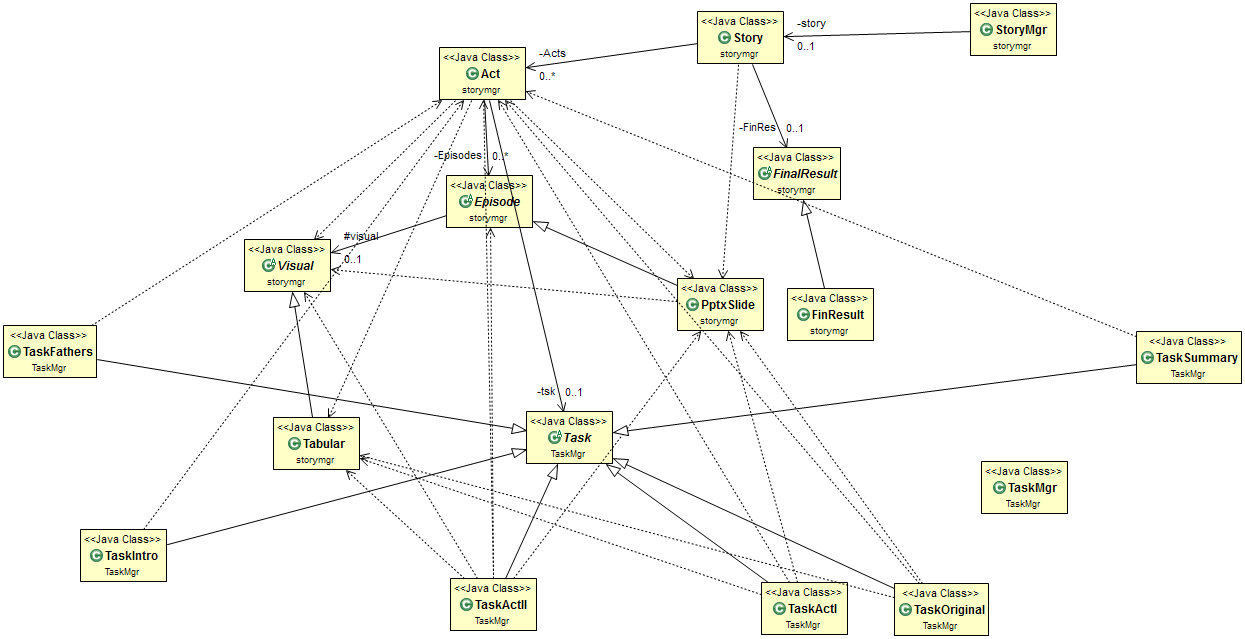 <<Java Class>>
Story
storymgr
-story
0..1
<<Java Class>>
StoryMgr
storymgr
<<Java Class>>
Act
storymgr
-Acts
0..*
-FinRes
0..1
<<Java Class>>
FinalResult
storymgr
-Episodes
0..*
<<Java Class>>
Episode
storymgr
#visual
0..1
<<Java Class>>
Visual
storymgr
<<Java Class>>
PptxSlide
storymgr
<<Java Class>>
FinResult
storymgr
<<Java Class>>
TaskFathers
TaskMgr
<<Java Class>>
TaskSummary
TaskMgr
-tsk
0..1
<<Java Class>>
Tabular
storymgr
<<Java Class>>
Task
TaskMgr
<<Java Class>>
TaskMgr
TaskMgr
<<Java Class>>
TaskIntro
TaskMgr
<<Java Class>>
TaskActII
TaskMgr
<<Java Class>>
TaskActI
TaskMgr
<<Java Class>>
TaskOriginal
TaskMgr